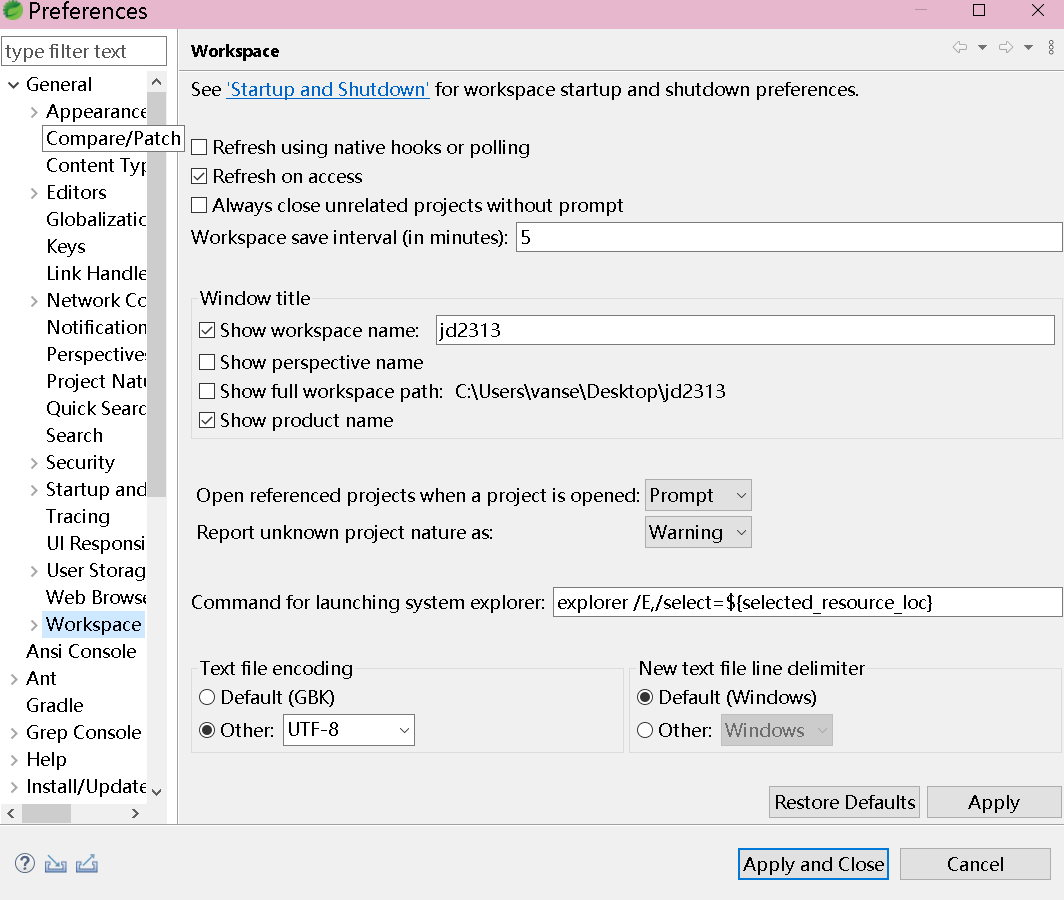 Preferences
type filter text
General
Appearance
Compare/Patch
Content Typ
Editors
Globalizatic
Keys
Link Handle
Network Co
Notification
Perspectives
Project Natu
Quick Searc
Search
Security
Startup and
Tracing
UI Responsi
User Storag
Web Browse
Workspace
Ansi Console
Ant
Gradle
Grep Console
Help
Install/Update
Workspace
See 'Startup and Shutdown' for workspace startup and shutdown preferences.
Refresh using native hooks or polling
Refresh on access
Always close unrelated projects without prompt
Workspace save interval (in minutes): 5
Window title
Show workspace name: jd2313
Show perspective name
Show full workspace path: C:\Users\vanse\Desktop\jd2313
Show product name
Open referenced projects when a project is opened: Prompt
Report unknown project nature as: Warning
Command for launching system explorer: explorer /E,/select=${selected_resource_loc}
Text file encoding
Default (GBK)
Other: UTF-8
New text file line delimiter
Default (Windows)
Other: Windows
Restore Defaults Apply
Apply and Close Cancel